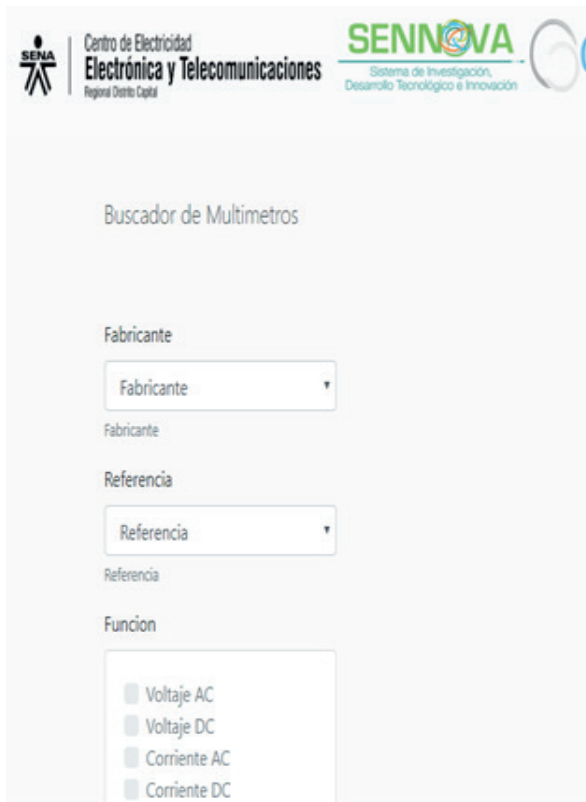 SENA
Centro de Electricidad
Electrónica y Telecomunicaciones
Regional Distrito Capital
SENNOVA
Sistema de Investigación,
Desarrollo Tecnológico e Innovación
Buscador de Multimetros
Fabricante
Fabricante
Fabricante
Referencia
Referencia
Referencia
Funcion
Voltaje AC
Voltaje DC
Corriente AC
Corriente DC